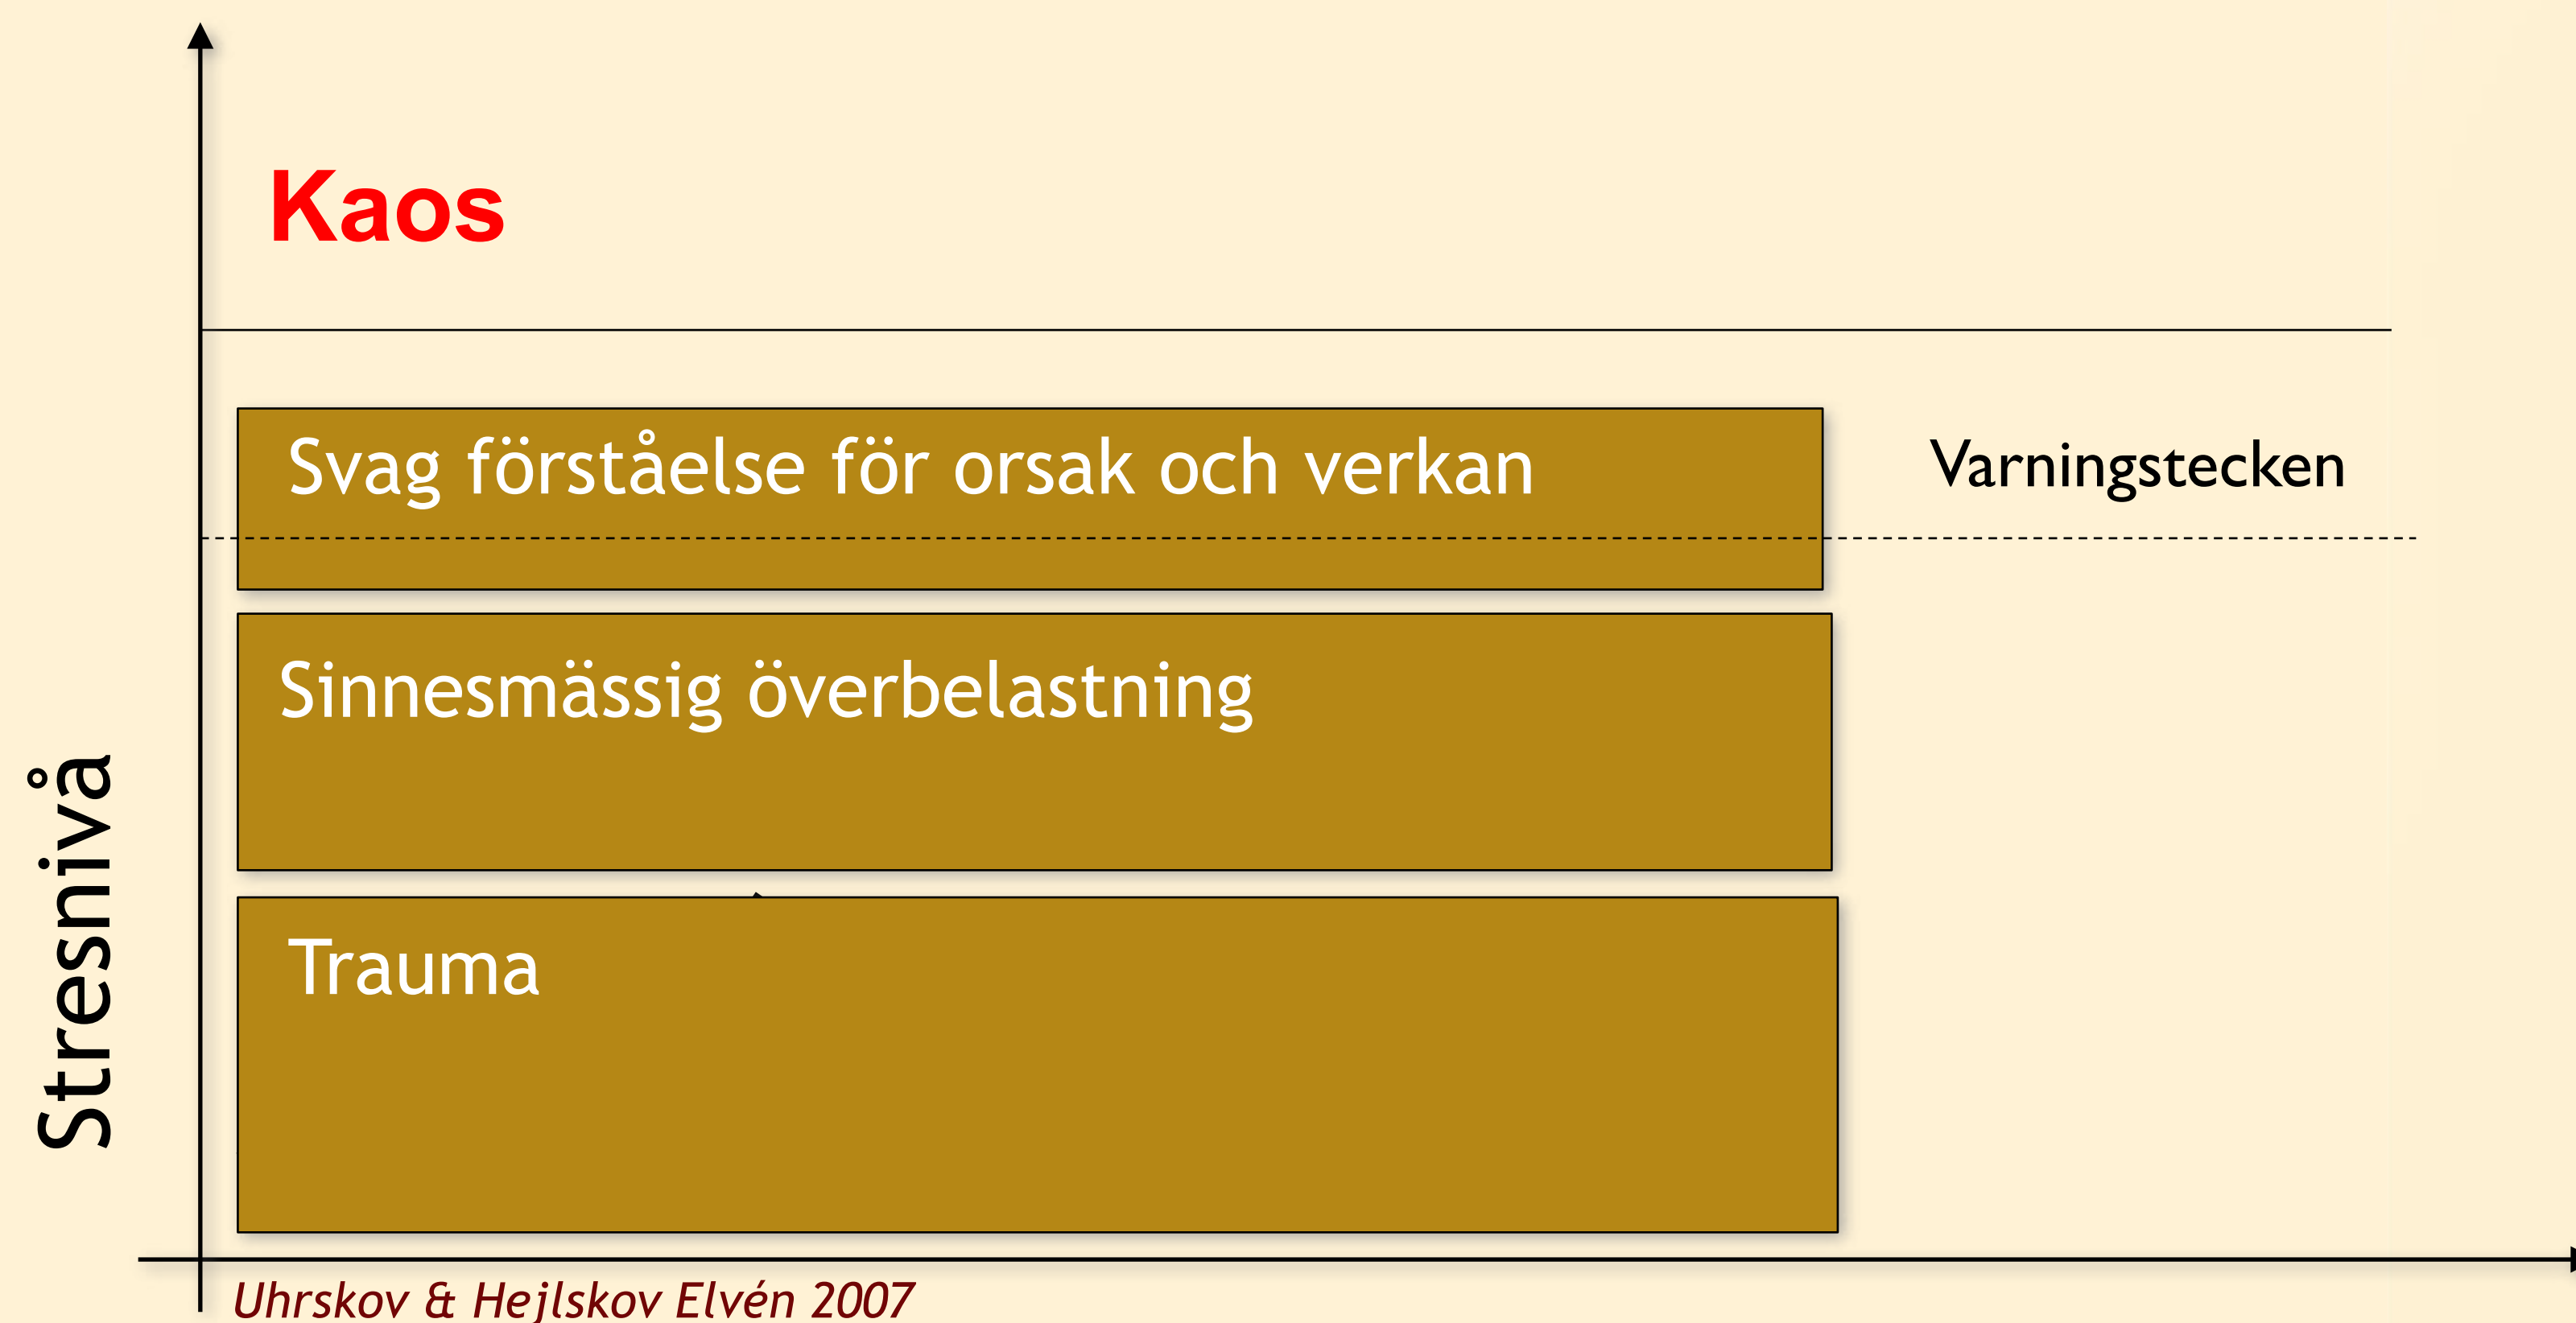 Kaos
Svag förståelse för orsak och verkan
Varningstecken
Sinnesmässig överbelastning
Stresnivå
Trauma
Uhrskov & Hejlskov Elvén 2007